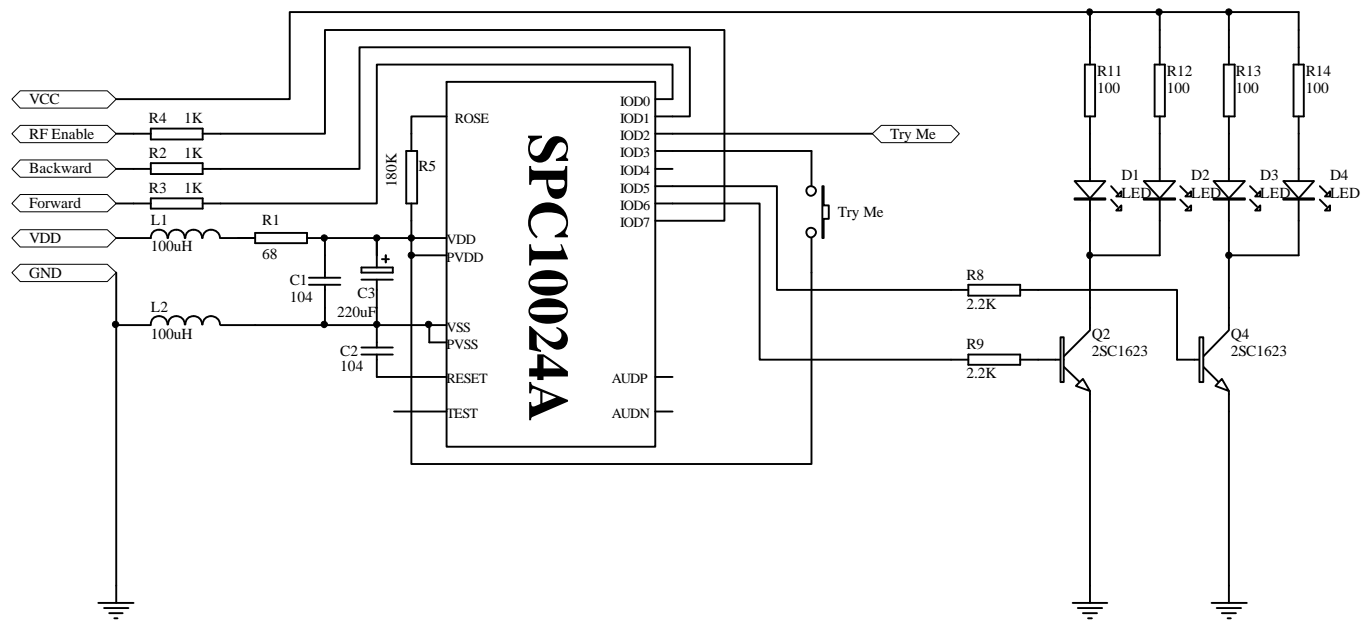 VCC
RF Enable
Backward
Forward
VDD
GND
R4 1K
R2 1K
R3 1K
L1
100uH
R1
68
C1
104
C3
220uF
+
L2
100uH
C2
104
180K
R5
ROSE
VDD
PVDD
VSS
PVSS
RESET
TEST
SPC10024A
IOD0
IOD1
IOD2
IOD3
IOD4
IOD5
IOD6
IOD7
AUDP
AUDN
Try Me
Try Me
R8
2.2K
R9
2.2K
R11
100
R12
100
R13
100
R14
100
D1
LED
D2
LED
D3
LED
D4
LED
Q2
2SC1623
Q4
2SC1623